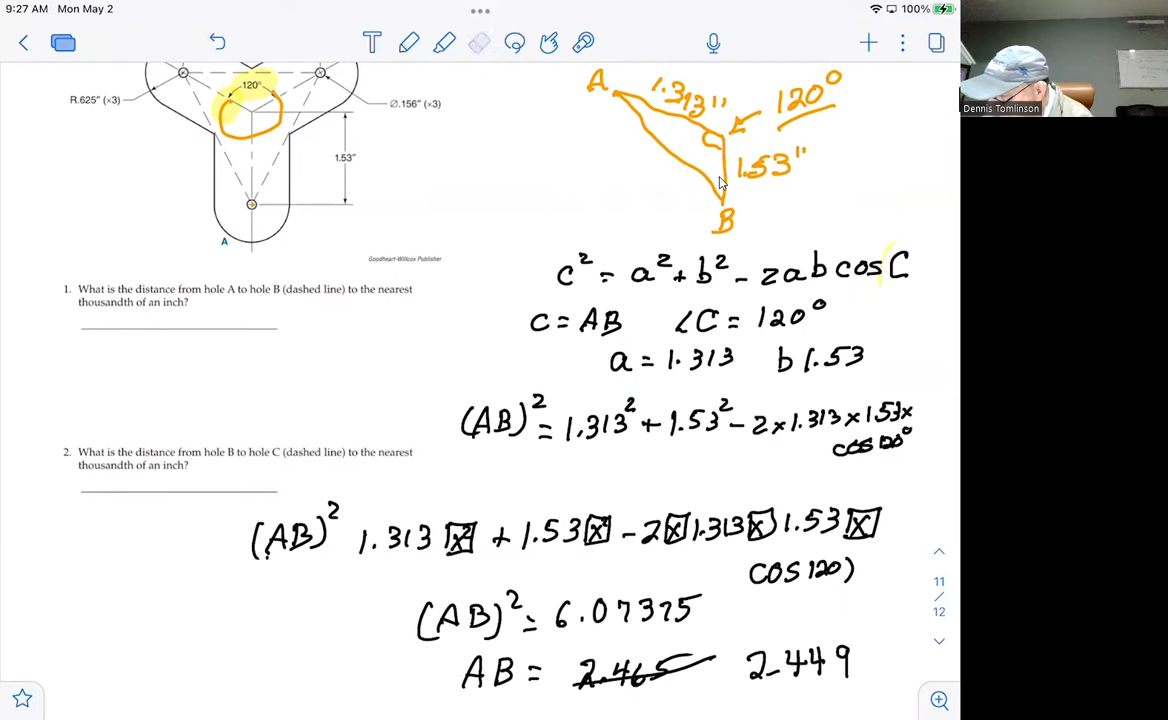 9:27 AM Mon May 2
100%
Dennis Tomlinson
120°
R.625" (×3)
Ø.156" (×3)
1.53"
A
Goodheart-Willcox Publisher
A 1.313" 120°
1.53"
B
c² = a² + b² - 2ab cos C
c = AB ∠C = 120°
a = 1.313 b 1.53
1. What is the distance from hole A to hole B (dashed line) to the nearest
thousandth of an inch?
(AB)² = 1.313² + 1.53² - 2 × 1.313 × 1.53 ×
cos 120°
2. What is the distance from hole B to hole C (dashed line) to the nearest
thousandth of an inch?
(AB)² 1.313 x² + 1.53 x² - 2 x 1.313 x 1.53 x
COS 120)
(AB)² = 6.07375
AB = 2.465 2.449
11
/
12